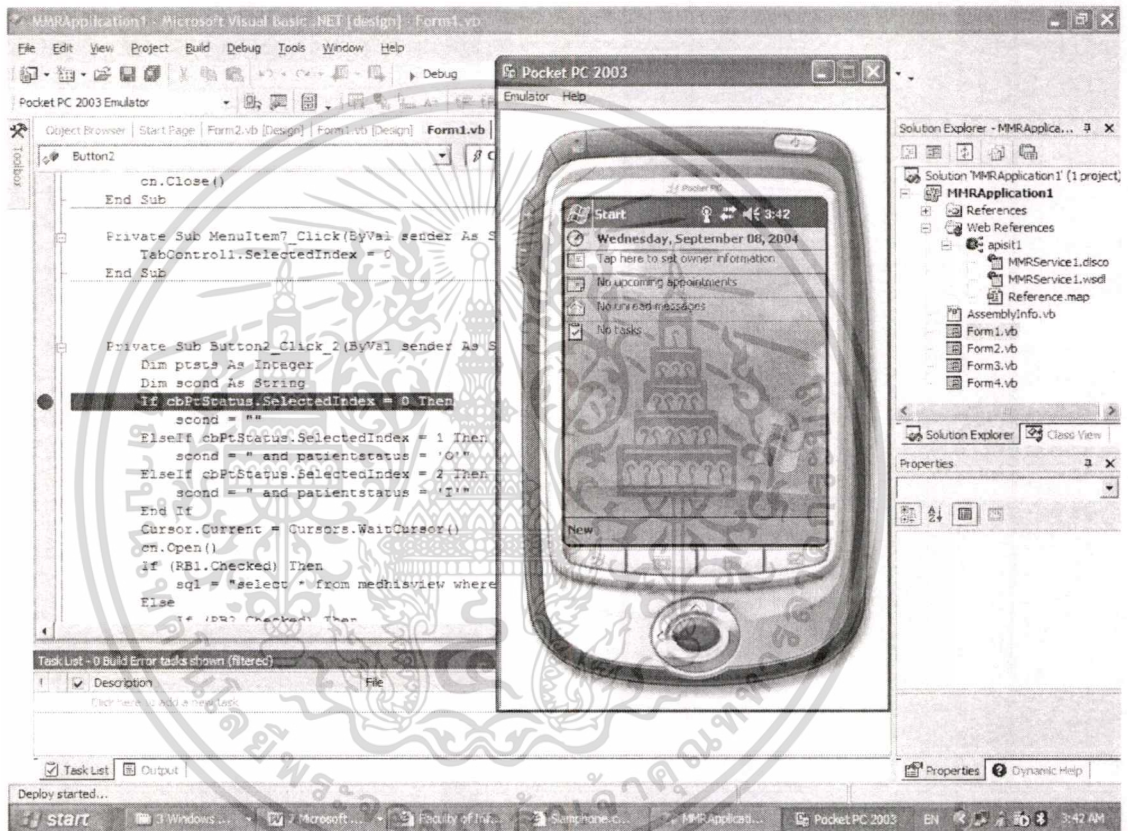 MMRApplication1 - Microsoft Visual Basic .NET [design] - Form1.vb
File Edit View Project Build Debug Tools Window Help
Debug
Pocket PC 2003 Emulator
Object Browser Start Page Form2.vb [Design] Form1.vb [Design] Form1.vb
Toolbox
Button2
cn.Close()
End Sub
Private Sub MenuItem7_Click(ByVal sender As S
TabControl1.SelectedIndex = 0
End Sub
Private Sub Button2_Click_2(ByVal sender As S
Dim ptsts As Integer
Dim scond As String
If cbPtStatus.SelectedIndex = 0 Then
scond = ""
ElseIf cbPtStatus.SelectedIndex = 1 Then
scond = " and patientstatus = 'O'"
ElseIf cbPtStatus.SelectedIndex = 2 Then
scond = " and patientstatus = 'I'"
End If
Cursor.Current = Cursors.WaitCursor()
cn.Open()
If (RB1.Checked) Then
sql = "select * from medhisview where
Else
If (RB2 Checked) Then
Task List - 0 Build Error tasks shown (filtered)
! Description File
Click here to add a new task
Task List Output
Deploy started...
Pocket PC 2003
Emulator Help
Pocket PC
Start 3:42
Wednesday, September 08, 2004
Tap here to set owner information
No upcoming appointments
No unread messages
No tasks
New
Solution Explorer - MMRApplica...
Solution 'MMRApplication1' (1 project)
MMRApplication1
References
Web References
apisit1
MMRService1.disco
MMRService1.wsdl
Reference.map
AssemblyInfo.vb
Form1.vb
Form2.vb
Form3.vb
Form4.vb
Solution Explorer Class View
Properties
Properties Dynamic Help
start 3 Windows ... 2 Microsoft ... Faculty of Inf... Siamphone.c... MMRApplicati... Pocket PC 2003 EN 3:42 AM